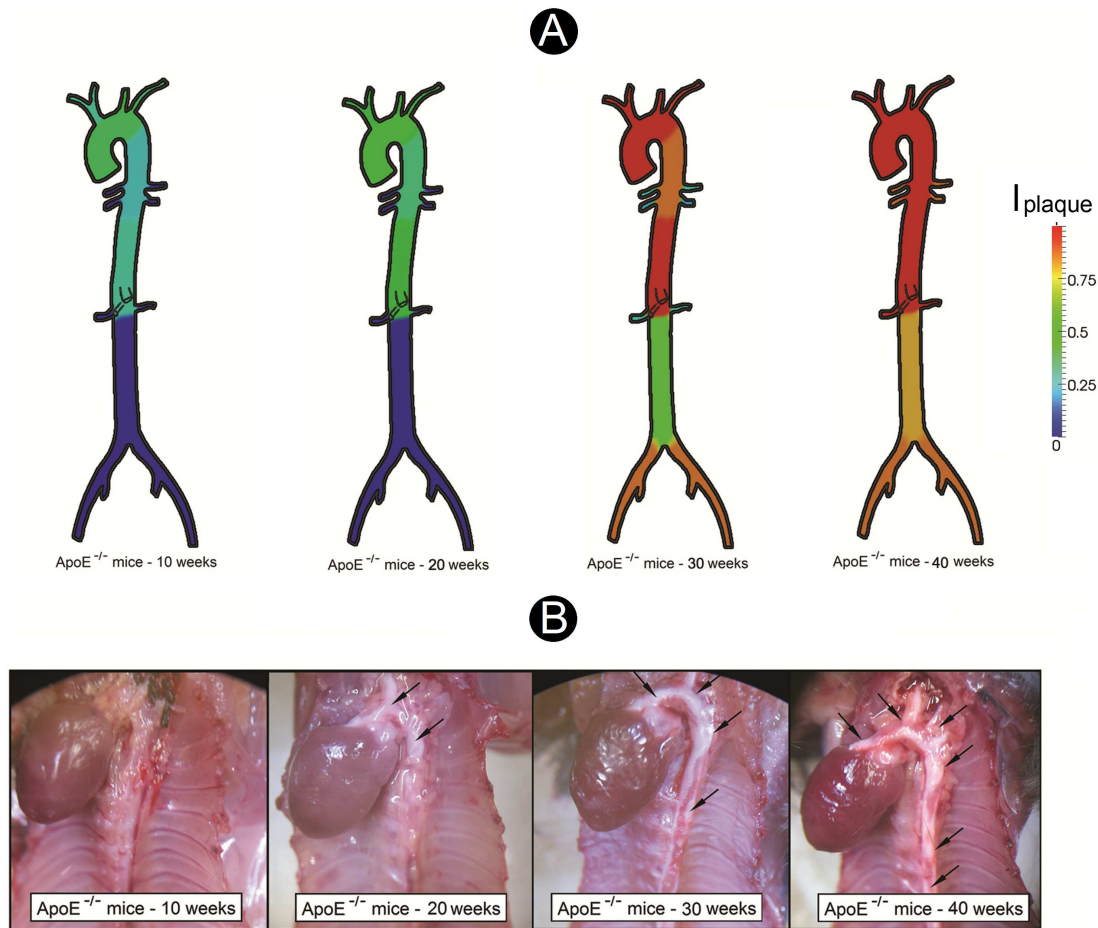 A
I plaque
0.75
0.5
0.25
0
ApoE -/- mice - 10 weeks
ApoE -/- mice - 20 weeks
ApoE -/- mice - 30 weeks
ApoE -/- mice - 40 weeks
B
ApoE -/- mice - 10 weeks
ApoE -/- mice - 20 weeks
ApoE -/- mice - 30 weeks
ApoE -/- mice - 40 weeks